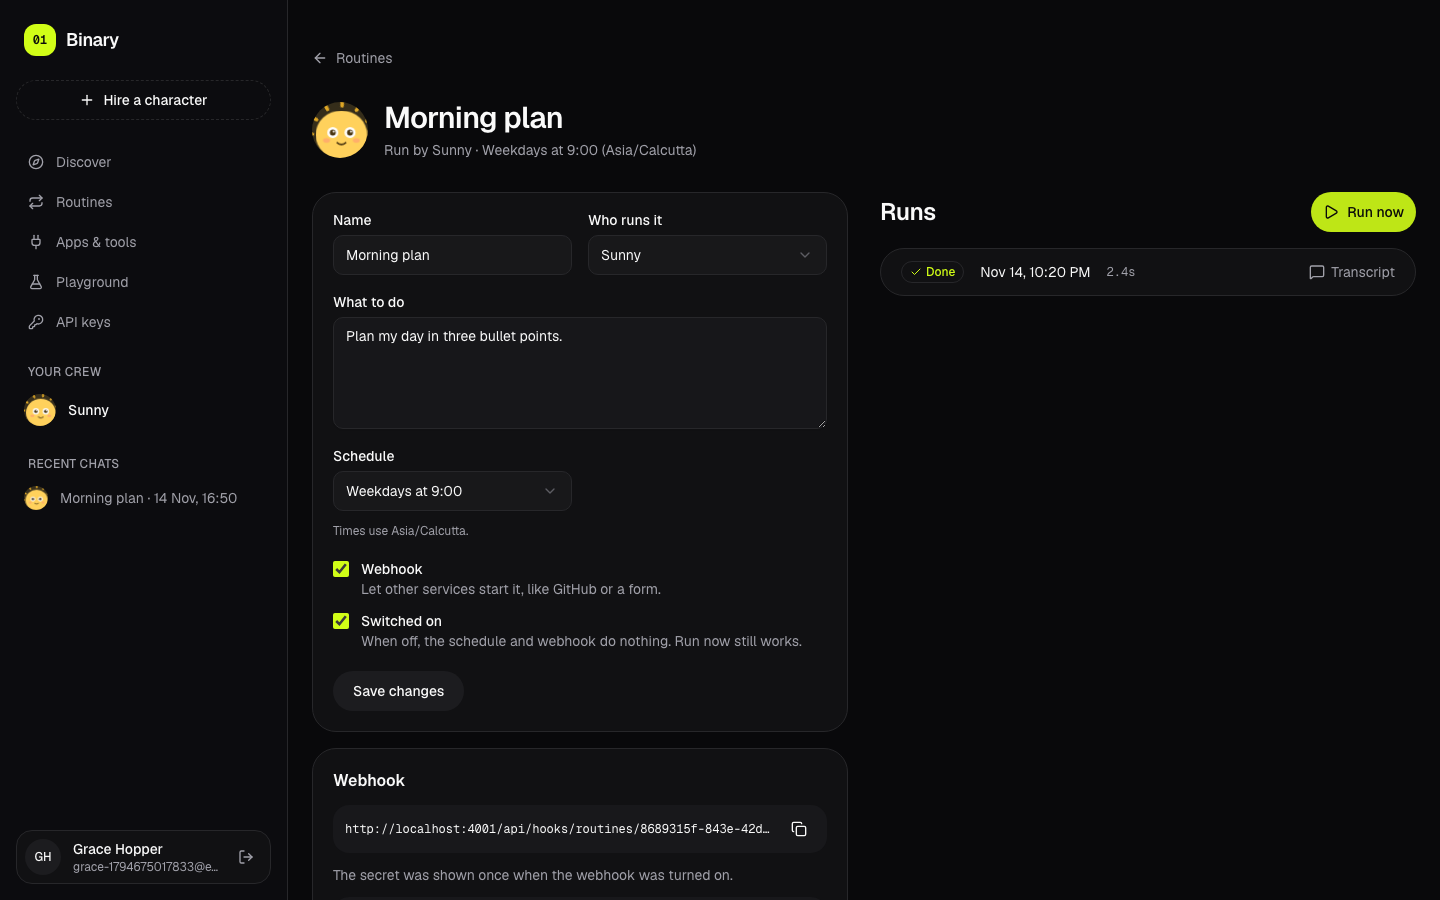 01 Binary
Hire a character
Discover
Routines
Apps & tools
Playground
API keys
YOUR CREW
Sunny
RECENT CHATS
Morning plan · 14 Nov, 16:50
GH
Grace Hopper
grace-1794675017833@e...
Routines
Morning plan
Run by Sunny · Weekdays at 9:00 (Asia/Calcutta)
Name
Morning plan
Who runs it
Sunny
What to do
Plan my day in three bullet points.
Schedule
Weekdays at 9:00
Times use Asia/Calcutta.
Webhook
Let other services start it, like GitHub or a form.
Switched on
When off, the schedule and webhook do nothing. Run now still works.
Save changes
Webhook
http://localhost:4001/api/hooks/routines/8689315f-843e-42d...
The secret was shown once when the webhook was turned on.
Runs
Run now
Done Nov 14, 10:20 PM 2.4s Transcript